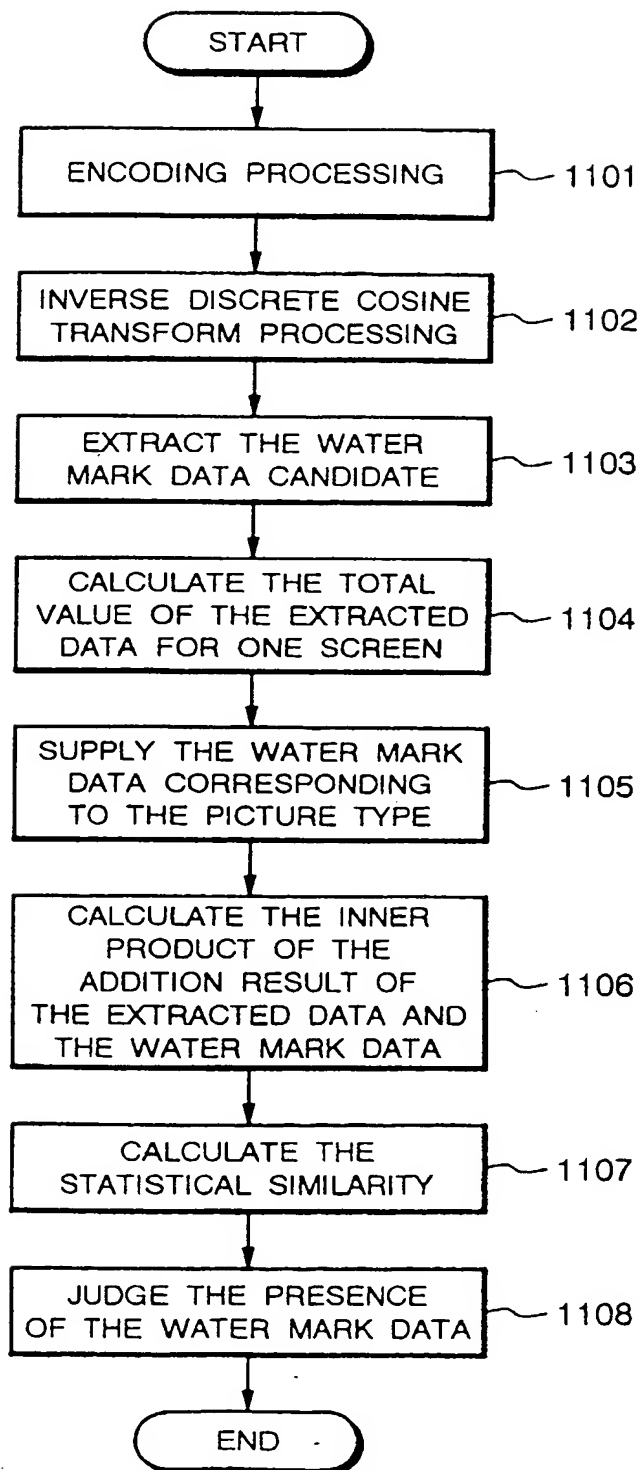 START
ENCODING PROCESSING
1101
INVERSE DISCRETE COSINE
TRANSFORM PROCESSING
1102
EXTRACT THE WATER
MARK DATA CANDIDATE
1103
CALCULATE THE TOTAL
VALUE OF THE EXTRACTED
DATA FOR ONE SCREEN
1104
SUPPLY THE WATER MARK
DATA CORRESPONDING
TO THE PICTURE TYPE
1105
CALCULATE THE INNER
PRODUCT OF THE
ADDITION RESULT OF
THE EXTRACTED DATA AND
THE WATER MARK DATA
1106
CALCULATE THE
STATISTICAL SIMILARITY
1107
JUDGE THE PRESENCE
OF THE WATER MARK DATA
1108
END